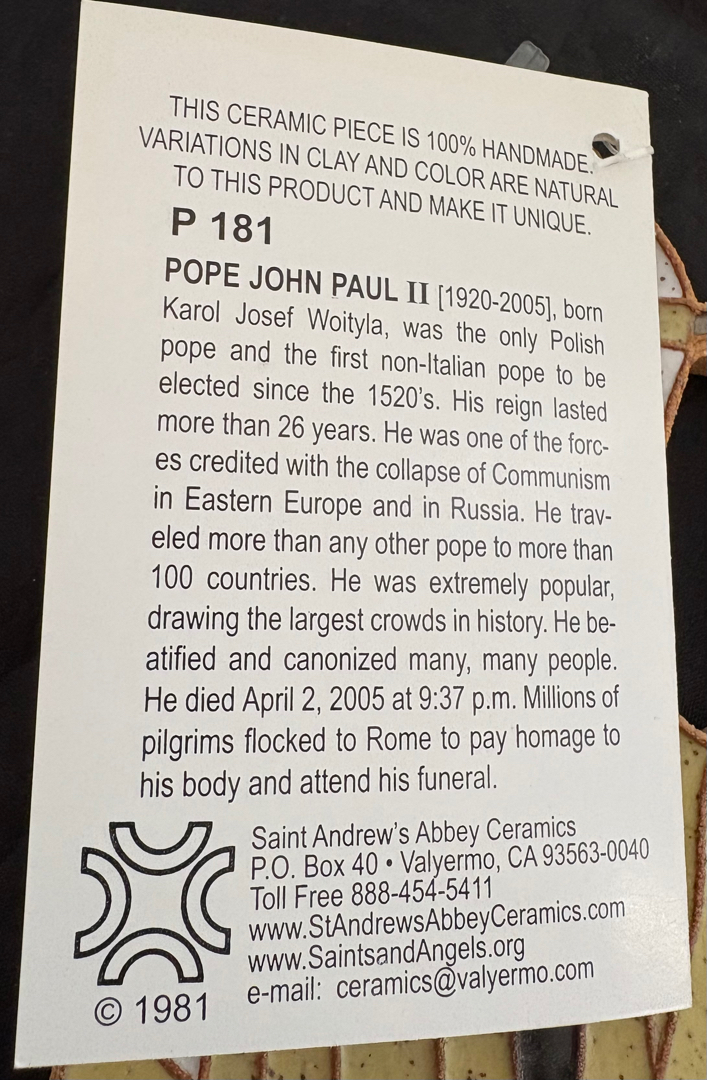 THIS CERAMIC PIECE IS 100% HANDMADE.
VARIATIONS IN CLAY AND COLOR ARE NATURAL
TO THIS PRODUCT AND MAKE IT UNIQUE.
P 181
POPE JOHN PAUL II [1920-2005], born
Karol Josef Woityla, was the only Polish
pope and the first non-Italian pope to be
elected since the 1520's. His reign lasted
more than 26 years. He was one of the forc-
es credited with the collapse of Communism
in Eastern Europe and in Russia. He trav-
eled more than any other pope to more than
100 countries. He was extremely popular,
drawing the largest crowds in history. He be-
atified and canonized many, many people.
He died April 2, 2005 at 9:37 p.m. Millions of
pilgrims flocked to Rome to pay homage to
his body and attend his funeral.
Saint Andrew's Abbey Ceramics
P.O. Box 40 • Valyermo, CA 93563-0040
Toll Free 888-454-5411
www.StAndrewsAbbeyCeramics.com
www.SaintsandAngels.org
e-mail: ceramics@valyermo.com
© 1981